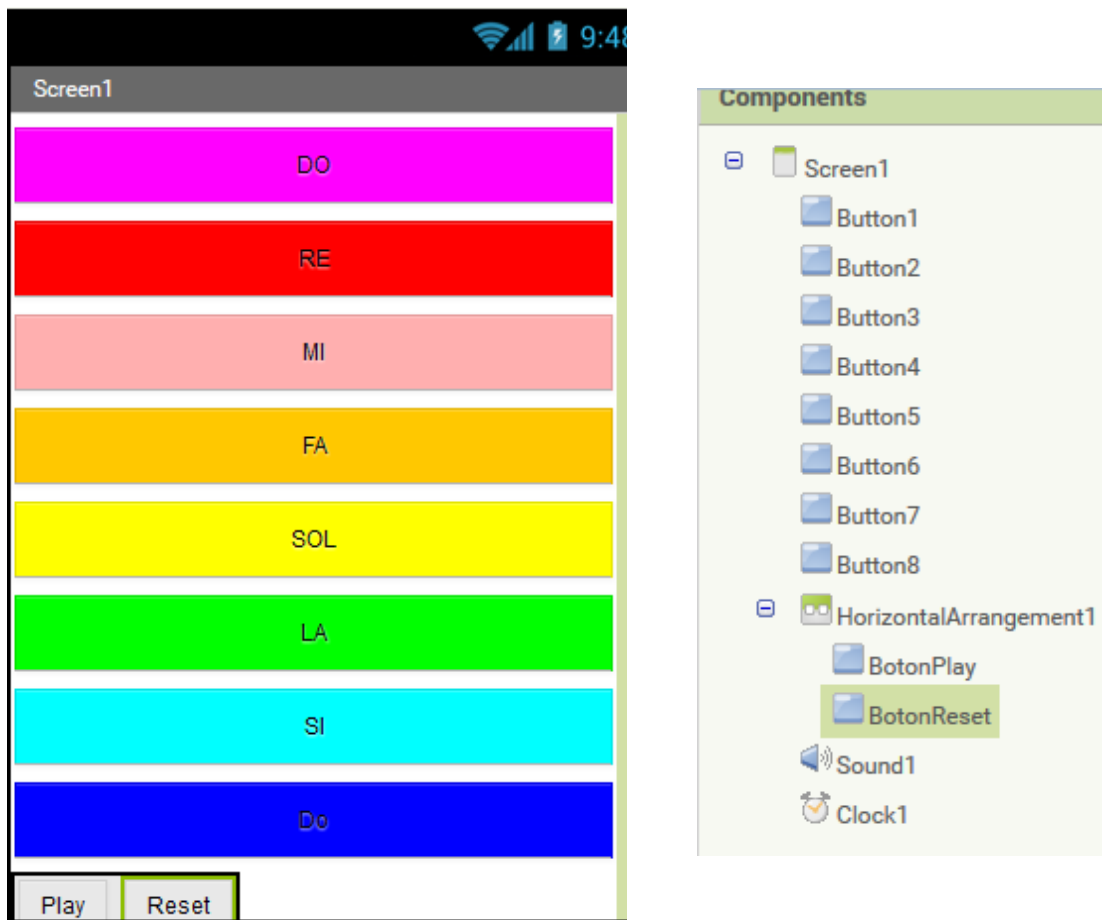 9:48
Screen1
DO
RE
MI
FA
SOL
LA
SI
Do
Play Reset
Components
Screen1
Button1
Button2
Button3
Button4
Button5
Button6
Button7
Button8
HorizontalArrangement1
BotonPlay
BotonReset
Sound1
Clock1